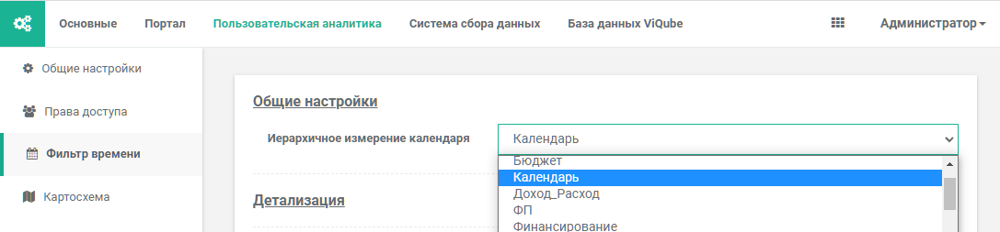 Основные Портал Пользовательская аналитика Система сбора данных База данных ViQube Администратор
Общие настройки
Права доступа
Фильтр времени
Картосхема
Общие настройки
Иерархичное измерение календаря Календарь
Бюджет
Календарь
Доход_Расход
ФП
Финансирование
Детализация